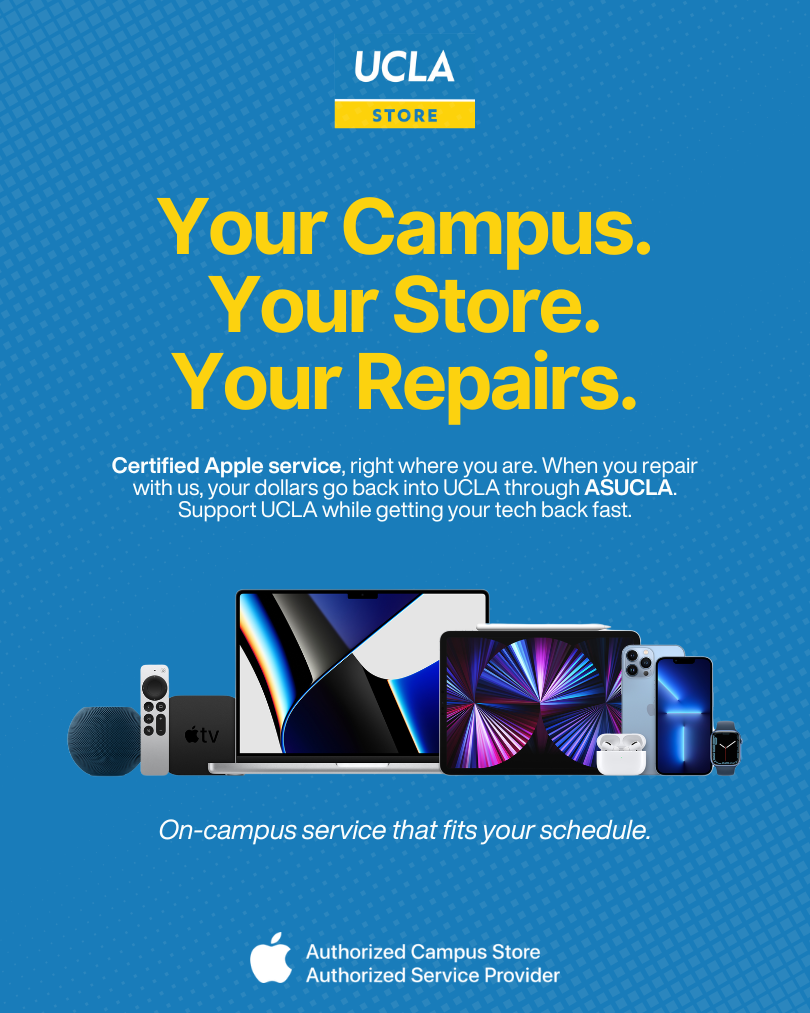 UCLA
STORE
Your Campus.
Your Store.
Your Repairs.
Certified Apple service, right where you are. When you repair
with us, your dollars go back into UCLA through ASUCLA.
Support UCLA while getting your tech back fast.
tv
On-campus service that fits your schedule.
Authorized Campus Store
Authorized Service Provider